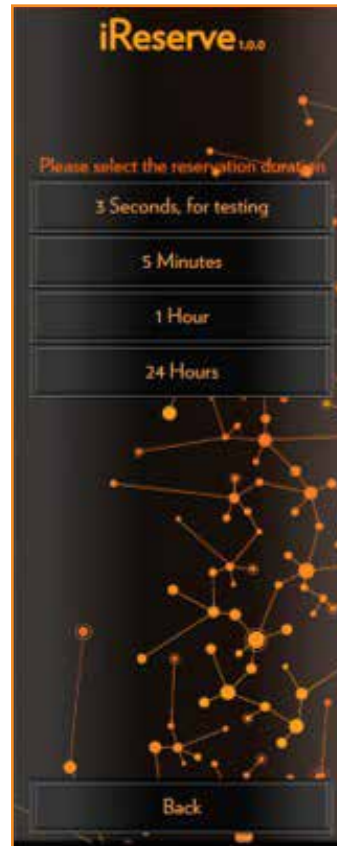 iReserve 1.0.0
Please select the reservation duration
3 Seconds, for testing
5 Minutes
1 Hour
24 Hours
Back